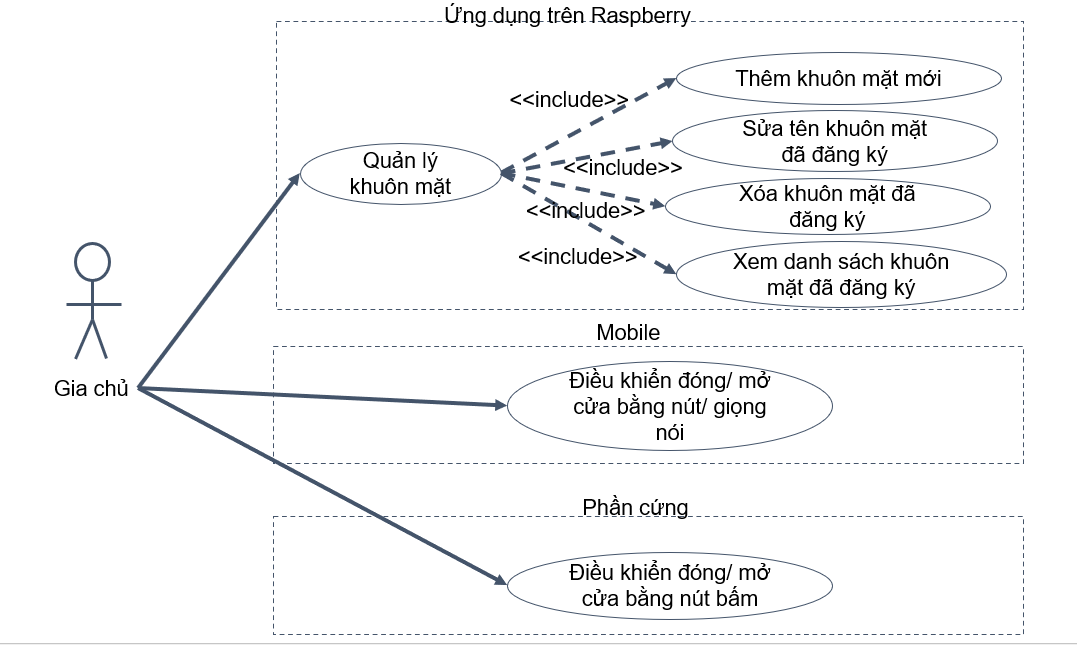 Ứng dụng trên Raspberry
Thêm khuôn mặt mới
<<include>>
Sửa tên khuôn mặt
đã đăng ký
Quản lý
khuôn mặt
<<include>>
Xóa khuôn mặt đã
đăng ký
<<include>>
<<include>>
Xem danh sách khuôn
mặt đã đăng ký
Mobile
Gia chủ
Điều khiển đóng/ mở
cửa bằng nút/ giọng
nói
Phần cứng
Điều khiển đóng/ mở
cửa bằng nút bấm